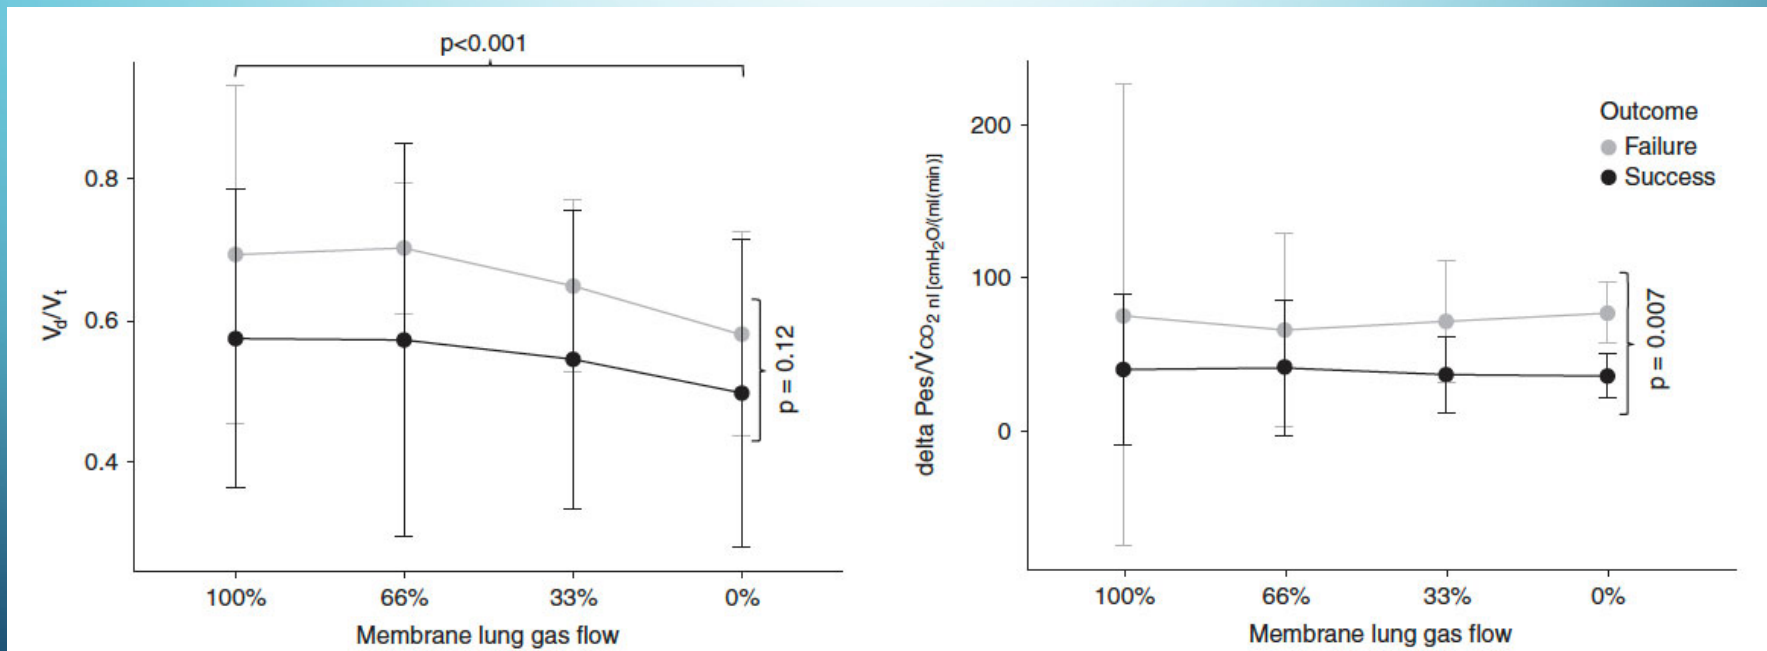 p<0.001
0.8
0.6
0.4
Vd/Vt
p = 0.12
100% 66% 33% 0%
Membrane lung gas flow
200
100
0
delta Pes/V̇CO2 nl [cmH2O/(ml(min)]
Outcome
Failure
Success
p = 0.007
100% 66% 33% 0%
Membrane lung gas flow